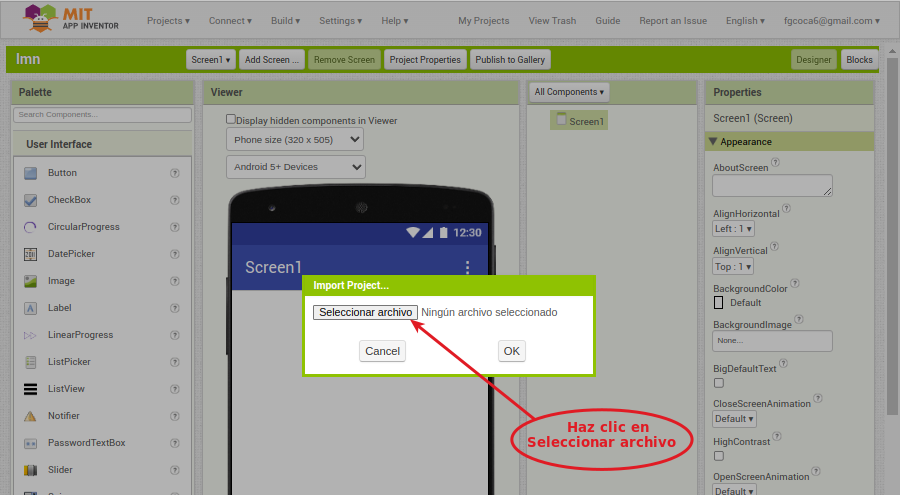 MIT
APP INVENTOR
Projects ▾
Connect ▾
Build ▾
Settings ▾
Help ▾
My Projects
View Trash
Guide
Report an Issue
English ▾
fgcoca6@gmail.com ▾
Imn
Screen1 ▾
Add Screen ...
Remove Screen
Project Properties
Publish to Gallery
Designer
Blocks
Palette
Search Components...
User Interface
Button ?
CheckBox ?
CircularProgress ?
DatePicker ?
Image ?
Label ?
LinearProgress ?
ListPicker ?
ListView ?
Notifier ?
PasswordTextBox ?
Slider ?
Viewer
Display hidden components in Viewer
Phone size (320 x 505)
Android 5+ Devices
12:30
Screen1
Import Project...
Seleccionar archivo Ningún archivo seleccionado
Cancel
OK
Haz clic en
Seleccionar archivo
All Components ▾
Screen1
Properties
Screen1 (Screen)
Appearance
AboutScreen ?
AlignHorizontal ?
Left : 1 ▾
AlignVertical ?
Top : 1 ▾
BackgroundColor ?
Default
BackgroundImage ?
None...
BigDefaultText ?
CloseScreenAnimation ?
Default ▾
HighContrast ?
OpenScreenAnimation ?
Default ▾